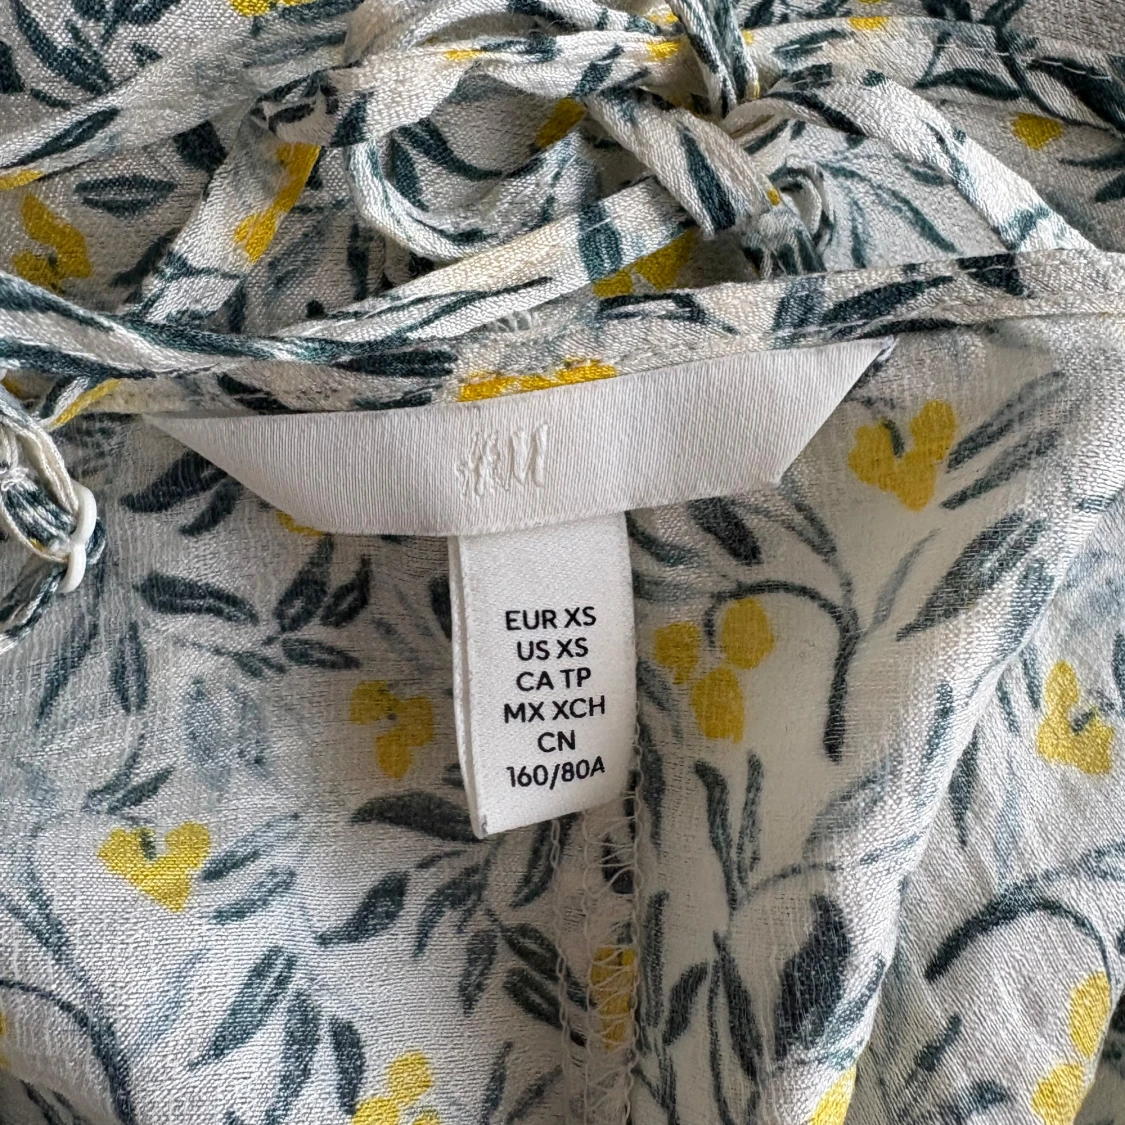 H&M
EUR XS
US XS
CA TP
MX XCH
CN
160/80A